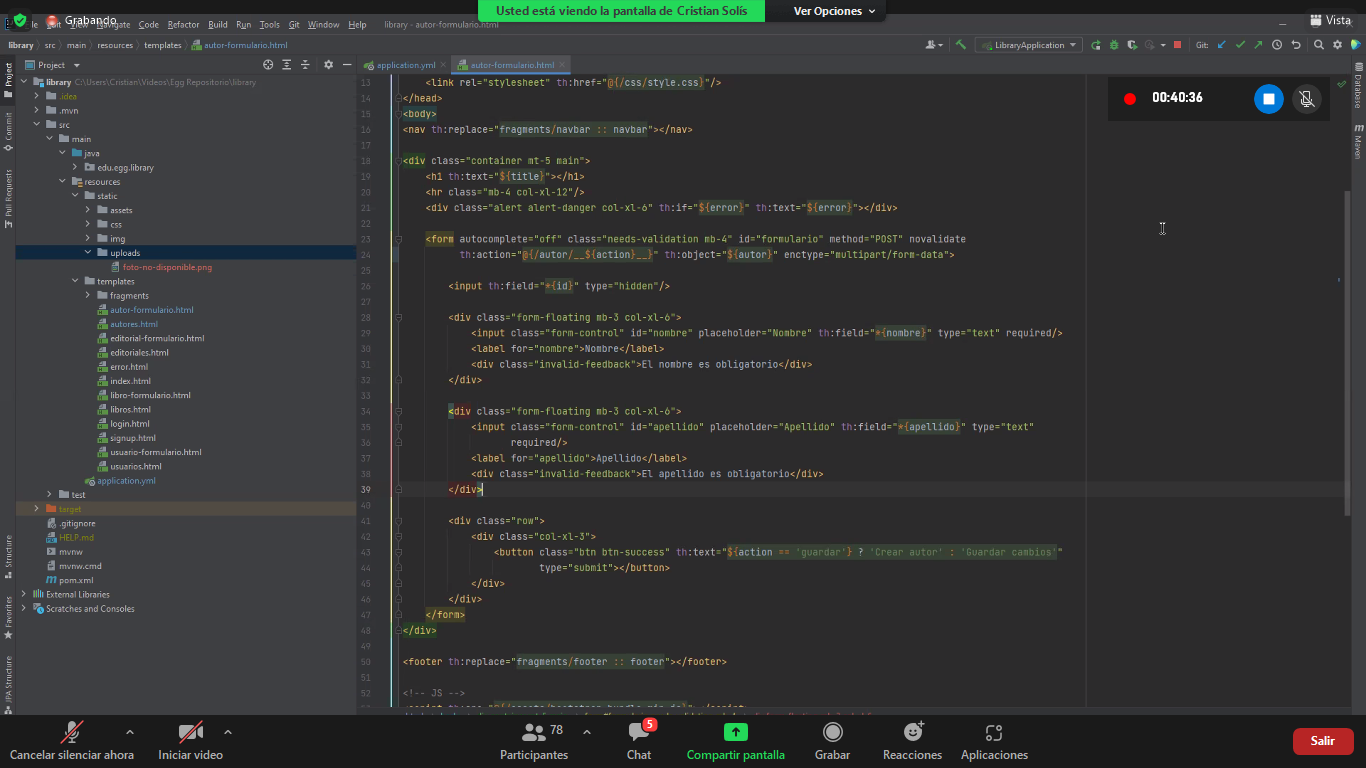 Grabando
File Edit View Navigate Code Refactor Build Run Tools Git Windows Help library - autor-formulario.html
Usted está viendo la pantalla de Cristian Solís
Ver Opciones
Vista
library src main resources templates autor-formulario.html
LibraryApplication
Git:
Project
application.yml
autor-formulario.html
00:40:36
library C:\Users\Cristian\Videos\Egg Repositorio\library
.idea
.mvn
src
main
java
edu.egg.library
resources
static
assets
css
img
uploads
foto-no-disponible.png
templates
fragments
autor-formulario.html
autores.html
editorial-formulario.html
editoriales.html
error.html
index.html
libro-formulario.html
libros.html
login.html
signup.html
usuario-formulario.html
usuarios.html
application.yml
test
target
.gitignore
HELP.md
mvnw
mvnw.cmd
pom.xml
External Libraries
Scratches and Consoles
Project
Commit
Pull Requests
Structure
Favorites
JPA Structure
Database
Maven
13 <link rel="stylesheet" th:href="@{/css/style.css}"/>
14 </head>
15 <body>
16 <nav th:replace="fragments/navbar :: navbar"></nav>
17
18 <div class="container mt-5 main">
19 <h1 th:text="${title}"></h1>
20 <hr class="mb-4 col-xl-12"/>
21 <div class="alert alert-danger col-xl-6" th:if="${error}" th:text="${error}"></div>
22
23 <form autocomplete="off" class="needs-validation mb-4" id="formulario" method="POST" novalidate
24 th:action="@{/autor/__${action}__}" th:object="${autor}" enctype="multipart/form-data">
25
26 <input th:field="*{id}" type="hidden"/>
27
28 <div class="form-floating mb-3 col-xl-6">
29 <input class="form-control" id="nombre" placeholder="Nombre" th:field="*{nombre}" type="text" required/>
30 <label for="nombre">Nombre</label>
31 <div class="invalid-feedback">El nombre es obligatorio</div>
32 </div>
33
34 <div class="form-floating mb-3 col-xl-6">
35 <input class="form-control" id="apellido" placeholder="Apellido" th:field="*{apellido}" type="text"
36 required/>
37 <label for="apellido">Apellido</label>
38 <div class="invalid-feedback">El apellido es obligatorio</div>
39 </div>
40
41 <div class="row">
42 <div class="col-xl-3">
43 <button class="btn btn-success" th:text="${action == 'guardar'} ? 'Crear autor' : 'Guardar cambios'"
44 type="submit"></button>
45 </div>
46 </div>
47 </form>
48 </div>
49
50 <footer th:replace="fragments/footer :: footer"></footer>
51
52 <!-- JS -->
Cancelar silenciar ahora
Iniciar video
78
Participantes
5
Chat
Compartir pantalla
Grabar
Reacciones
Aplicaciones
Salir